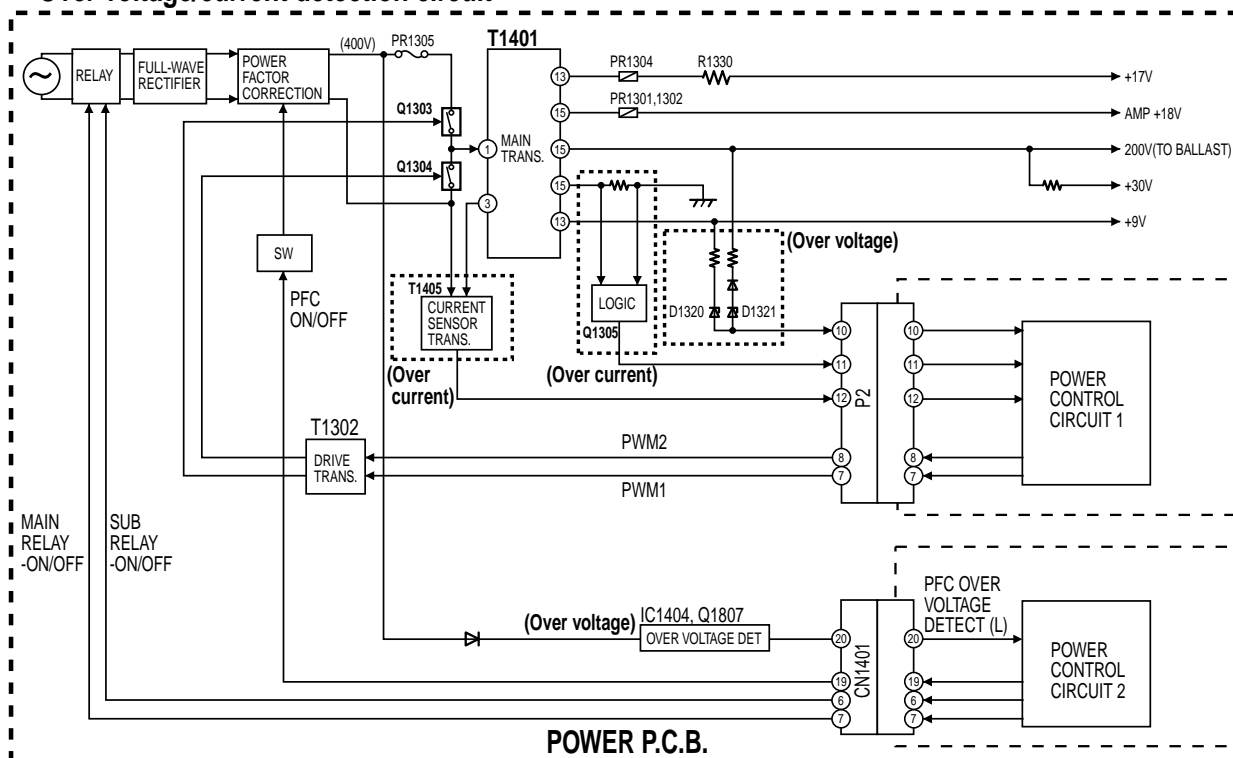 T1401
(400V)
PR1305
RELAY
FULL-WAVE
RECTIFIER
POWER
FACTOR
CORRECTION
13
PR1304
R1330
+17V
PR1301,1302
15
AMP +18V
Q1303
MAIN
TRANS.
1
15
200V(TO BALLAST)
Q1304
15
+30V
3
13
+9V
(Over voltage)
SW
PFC
ON/OFF
T1405
CURRENT
SENSOR
TRANS.
LOGIC
Q1305
D1320
D1321
(Over
current)
(Over current)
10
11
12
8
7
P2
10
11
12
8
7
POWER
CONTROL
CIRCUIT 1
T1302
DRIVE
TRANS.
PWM2
PWM1
MAIN
RELAY
-ON/OFF
SUB
RELAY
-ON/OFF
(Over voltage)
IC1404, Q1807
OVER VOLTAGE DET
20
19
6
7
CN1401
20
19
6
7
PFC OVER
VOLTAGE
DETECT (L)
POWER
CONTROL
CIRCUIT 2
POWER P.C.B.